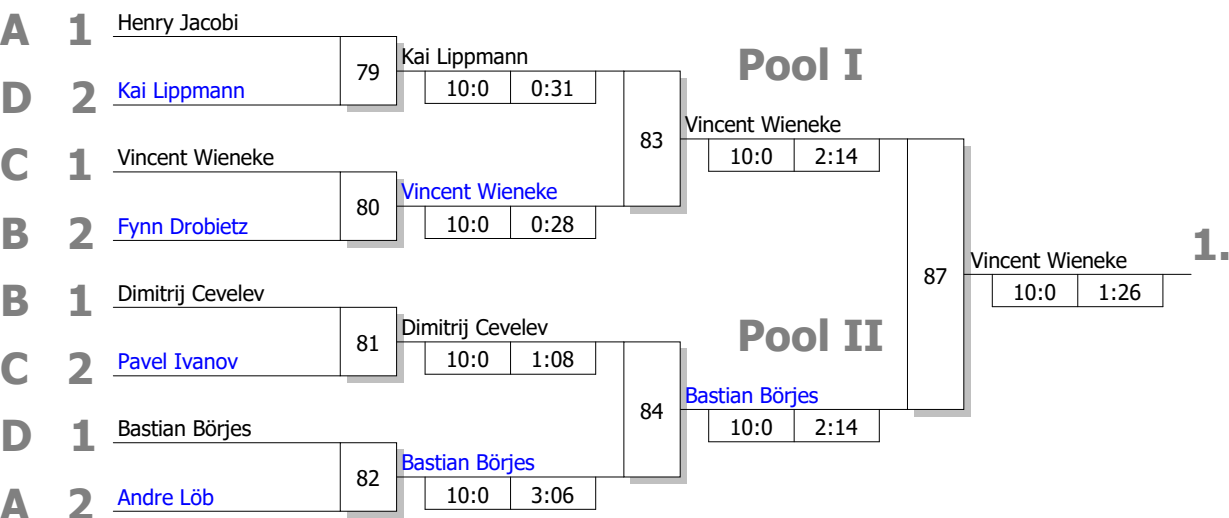 A 1 Henry Jacobi
79 Kai Lippmann
10:0 0:31
D 2 Kai Lippmann
Pool I
83 Vincent Wieneke
10:0 2:14
C 1 Vincent Wieneke
80 Vincent Wieneke
10:0 0:28
B 2 Fynn Drobietz
87 Vincent Wieneke 1.
10:0 1:26
B 1 Dimitrij Cevelev
81 Dimitrij Cevelev
10:0 1:08
C 2 Pavel Ivanov
Pool II
84 Bastian Börjes
10:0 2:14
D 1 Bastian Börjes
82 Bastian Börjes
10:0 3:06
A 2 Andre Löb